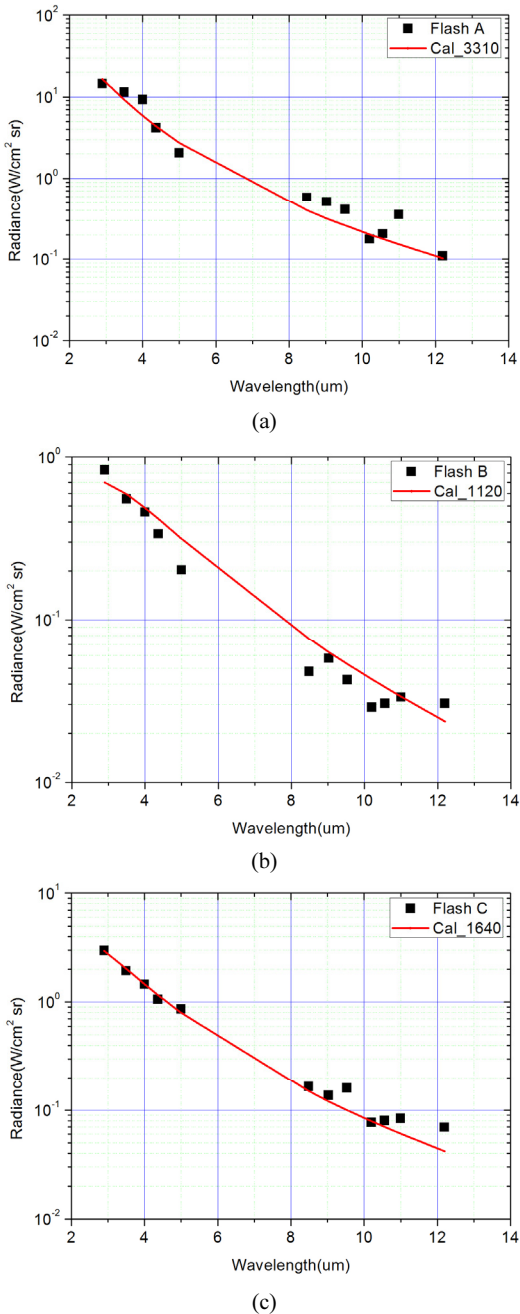 10²
Flash A
Cal_3310
10¹
10⁰
10⁻¹
10⁻²
Radiance(W/cm² sr)
2 4 6 8 10 12 14
Wavelength(um)
(a)
10⁰
Flash B
Cal_1120
10⁻¹
10⁻²
Radiance(W/cm² sr)
2 4 6 8 10 12 14
Wavelength(um)
(b)
10¹
Flash C
Cal_1640
10⁰
10⁻¹
10⁻²
Radiance(W/cm² sr)
2 4 6 8 10 12 14
Wavelength(um)
(c)